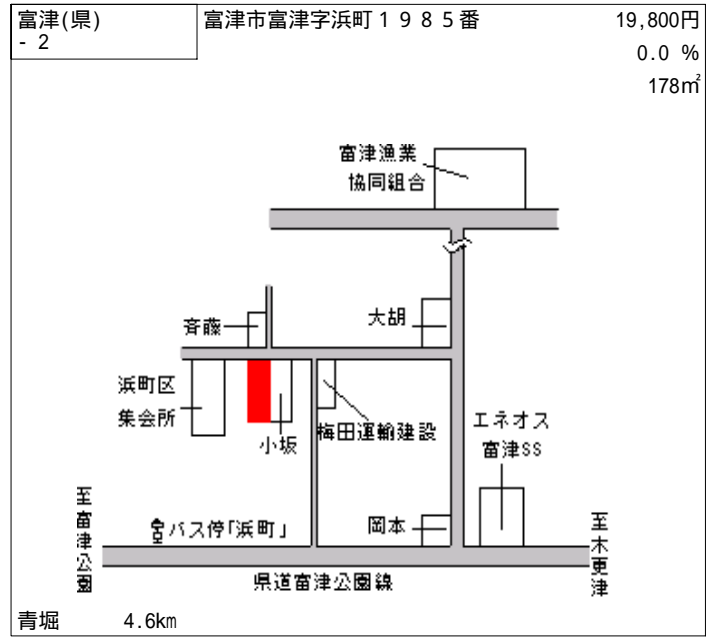 富津(県)
- 2
富津市富津字浜町１９８５番
19,800円
0.0 %
178㎡
富津漁業
協同組合
斉藤
大胡
浜町区
集会所
小坂
梅田運輸建設
エネオス
富津SS
至富津公園
バス停「浜町」
岡本
至木更津
県道富津公園線
青堀 4.6km